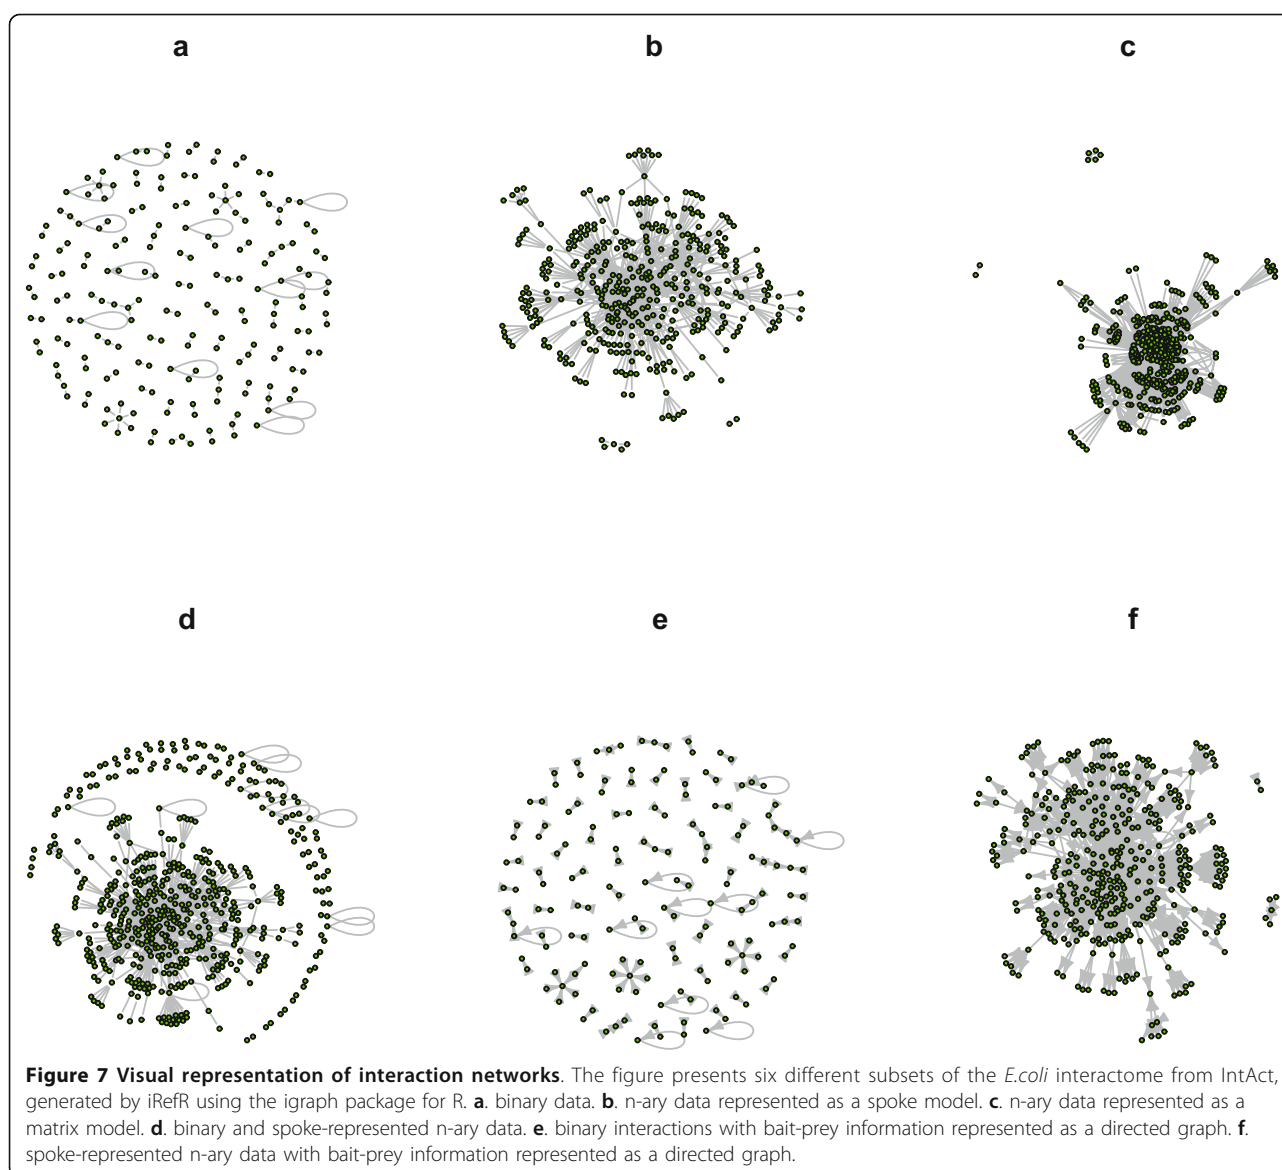 a
b
c
d
e
f
Figure 7 Visual representation of interaction networks. The figure presents six different subsets of the E.coli interactome from IntAct,
generated by iRefR using the igraph package for R. a. binary data. b. n-ary data represented as a spoke model. c. n-ary data represented as a
matrix model. d. binary and spoke-represented n-ary data. e. binary interactions with bait-prey information represented as a directed graph. f.
spoke-represented n-ary data with bait-prey information represented as a directed graph.